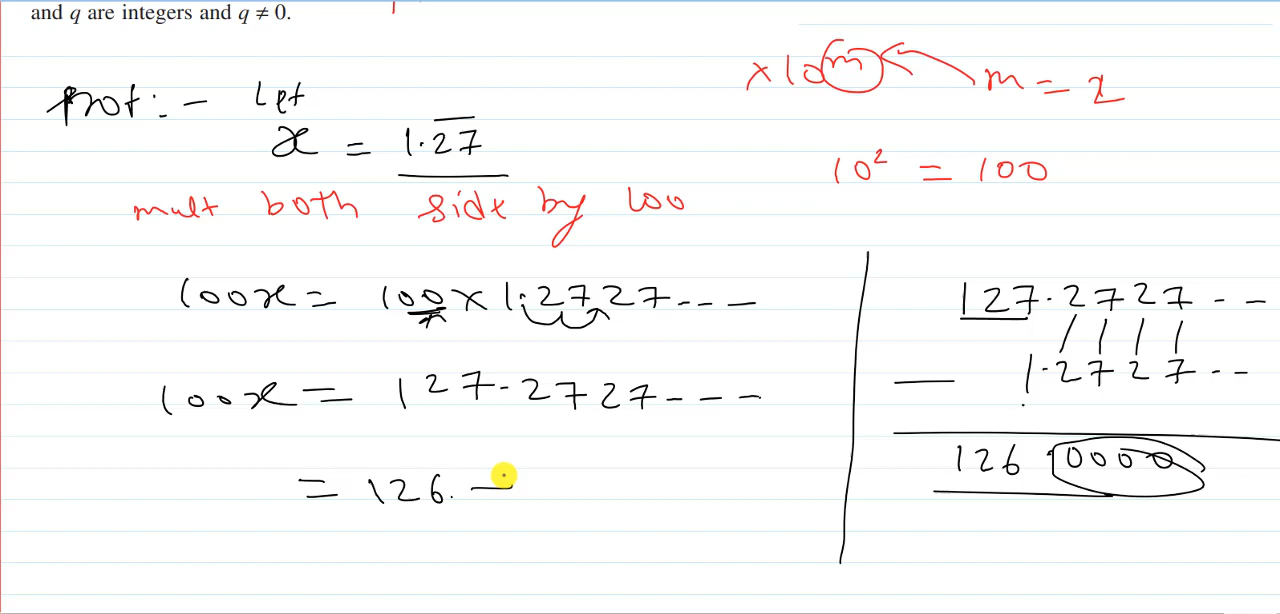 and q are integers and q ≠ 0.
×10^m ← m = 2
Prof:- Let
x = 1.2̅7̅
10² = 100
mult both side by 100
100x = 100 × 1.2727---
100x = 127.2727---
= 126. —
127.2727--
— 1.2727--
126 0000